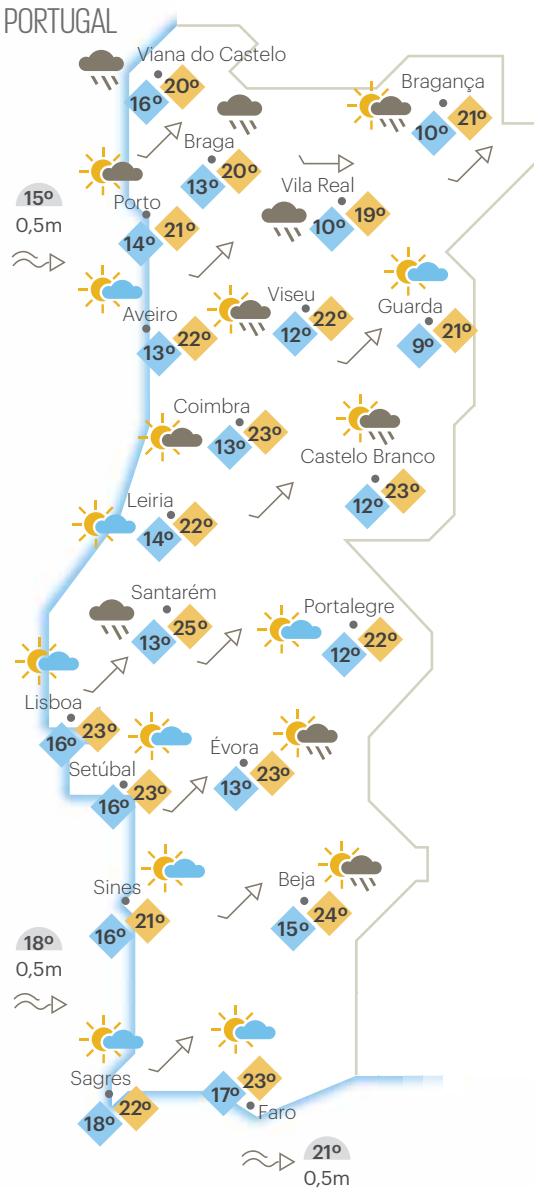 PORTUGAL
Viana do Castelo
16º 20º
Bragança
10º 21º
Braga
13º 20º
Vila Real
10º 19º
15º
0,5m
Porto
14º 21º
Viseu
12º 22º
Guarda
9º 21º
Aveiro
13º 22º
Coimbra
13º 23º
Castelo Branco
12º 23º
Leiria
14º 22º
Santarém
13º 25º
Portalegre
12º 22º
Lisboa
16º 23º
Setúbal
16º 23º
Évora
13º 23º
Sines
16º 21º
Beja
15º 24º
18º
0,5m
Sagres
18º 22º
17º 23º
Faro
21º
0,5m